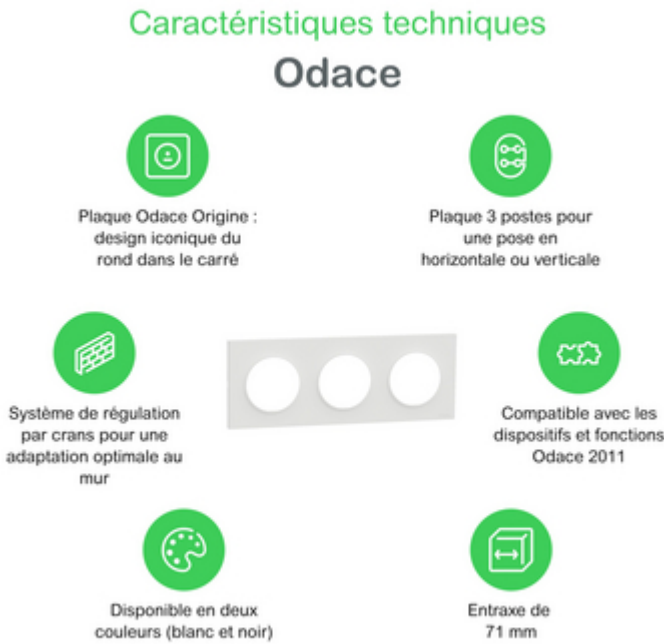 Caractéristiques techniques
Odace
Plaque Odace Origine :
design iconique du
rond dans le carré
Plaque 3 postes pour
une pose en
horizontale ou verticale
Système de régulation
par crans pour une
adaptation optimale au
mur
Compatible avec les
dispositifs et fonctions
Odace 2011
Disponible en deux
couleurs (blanc et noir)
Entraxe de
71 mm